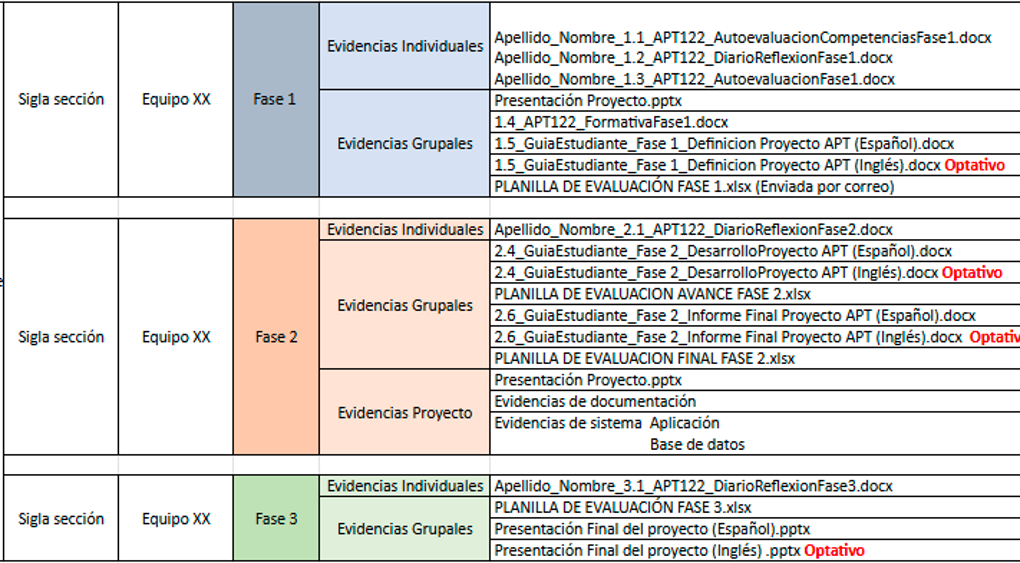 Sigla sección
Equipo XX
Fase 1
Evidencias Individuales
Apellido_Nombre_1.1_APT122_AutoevaluacionCompetenciasFase1.docx
Apellido_Nombre_1.2_APT122_DiarioReflexionFase1.docx
Apellido_Nombre_1.3_APT122_AutoevaluacionFase1.docx
Evidencias Grupales
Presentación Proyecto.pptx
1.4_APT122_FormativaFase1.docx
1.5_GuiaEstudiante_Fase 1_Definicion Proyecto APT (Español).docx
1.5_GuiaEstudiante_Fase 1_Definicion Proyecto APT (Inglés).docx Optativo
PLANILLA DE EVALUACIÓN FASE 1.xlsx (Enviada por correo)
Sigla sección
Equipo XX
Fase 2
Evidencias Individuales
Apellido_Nombre_2.1_APT122_DiarioReflexionFase2.docx
Evidencias Grupales
2.4_GuiaEstudiante_Fase 2_DesarrolloProyecto APT (Español).docx
2.4_GuiaEstudiante_Fase 2_DesarrolloProyecto APT (Inglés).docx Optativo
PLANILLA DE EVALUACION AVANCE FASE 2.xlsx
2.6_GuiaEstudiante_Fase 2_Informe Final Proyecto APT (Español).docx
2.6_GuiaEstudiante_Fase 2_Informe Final Proyecto APT (Inglés).docx Optativ
PLANILLA DE EVALUACION FINAL FASE 2.xlsx
Evidencias Proyecto
Presentación Proyecto.pptx
Evidencias de documentación
Evidencias de sistema Aplicación
Base de datos
Sigla sección
Equipo XX
Fase 3
Evidencias Individuales
Apellido_Nombre_3.1_APT122_DiarioReflexionFase3.docx
Evidencias Grupales
PLANILLA DE EVALUACIÓN FASE 3.xlsx
Presentación Final del proyecto (Español).pptx
Presentación Final del proyecto (Inglés) .pptx Optativo